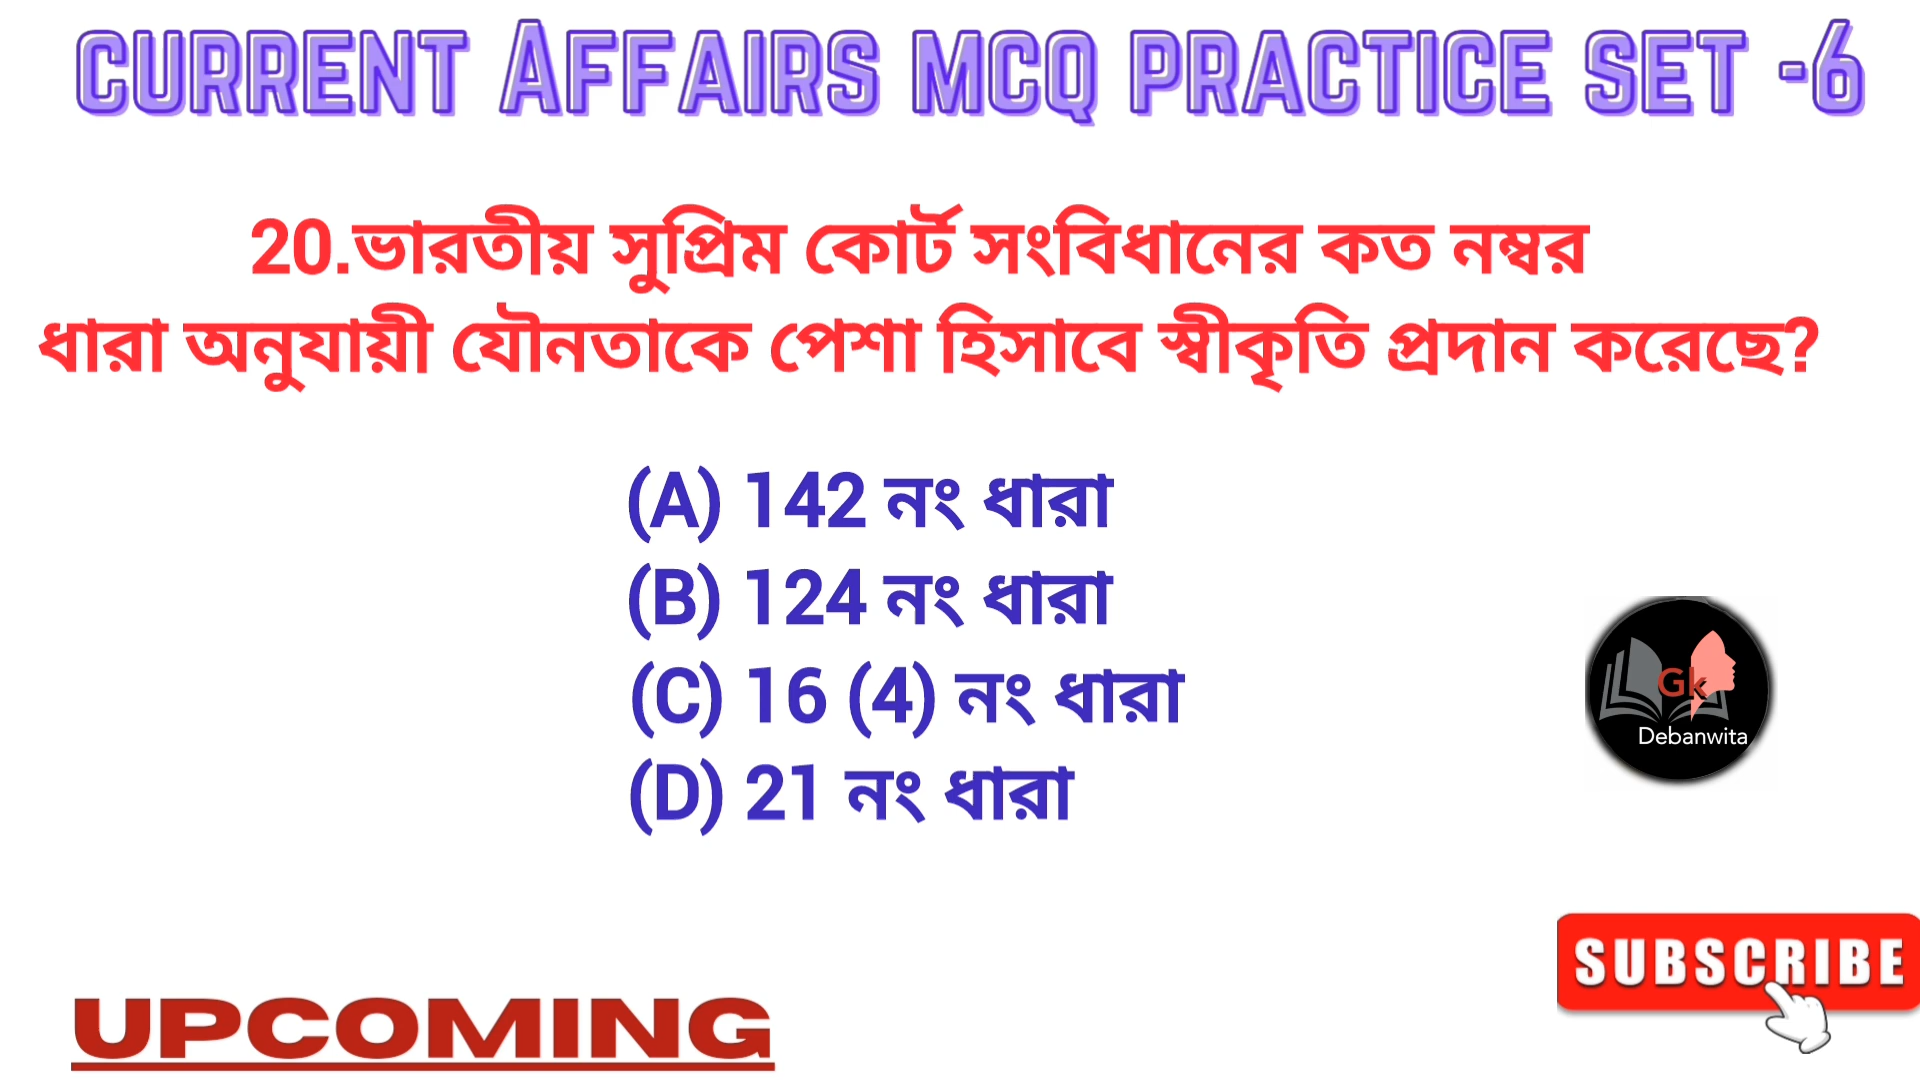 CURRENT AFFAIRS MCQ PRACTICE SET -6
20.ভারতীয় সুপ্রিম কোর্ট সংবিধানের কত নম্বর
ধারা অনুযায়ী যৌনতাকে পেশা হিসাবে স্বীকৃতি প্রদান করেছে?
(A) 142 নং ধারা
(B) 124 নং ধারা
(C) 16 (4) নং ধারা
(D) 21 নং ধারা
Gk
Debanwita
SUBSCRIBE
UPCOMING